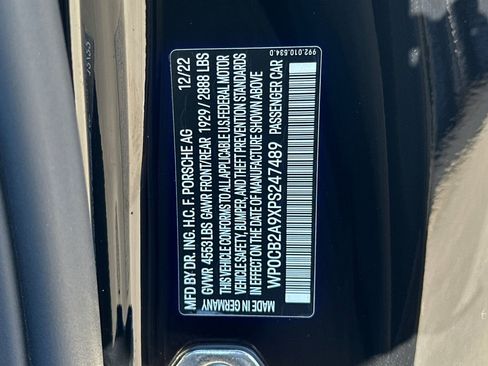 992.010.534.0
MFD BY DR. ING. H.C. F. PORSCHE AG 12/22
GVWR 4553 LBS GAWR FRONT/REAR 1929 / 2888 LBS
THIS VEHICLE CONFORMS TO ALL APPLICABLE U.S. FEDERAL MOTOR
VEHICLE SAFETY, BUMPER, AND THEFT PREVENTION STANDARDS
IN EFFECT ON THE DATE OF MANUFACTURE SHOWN ABOVE
WP0CB2A9XPS247489 PASSENGER CAR
MADE IN GERMANY